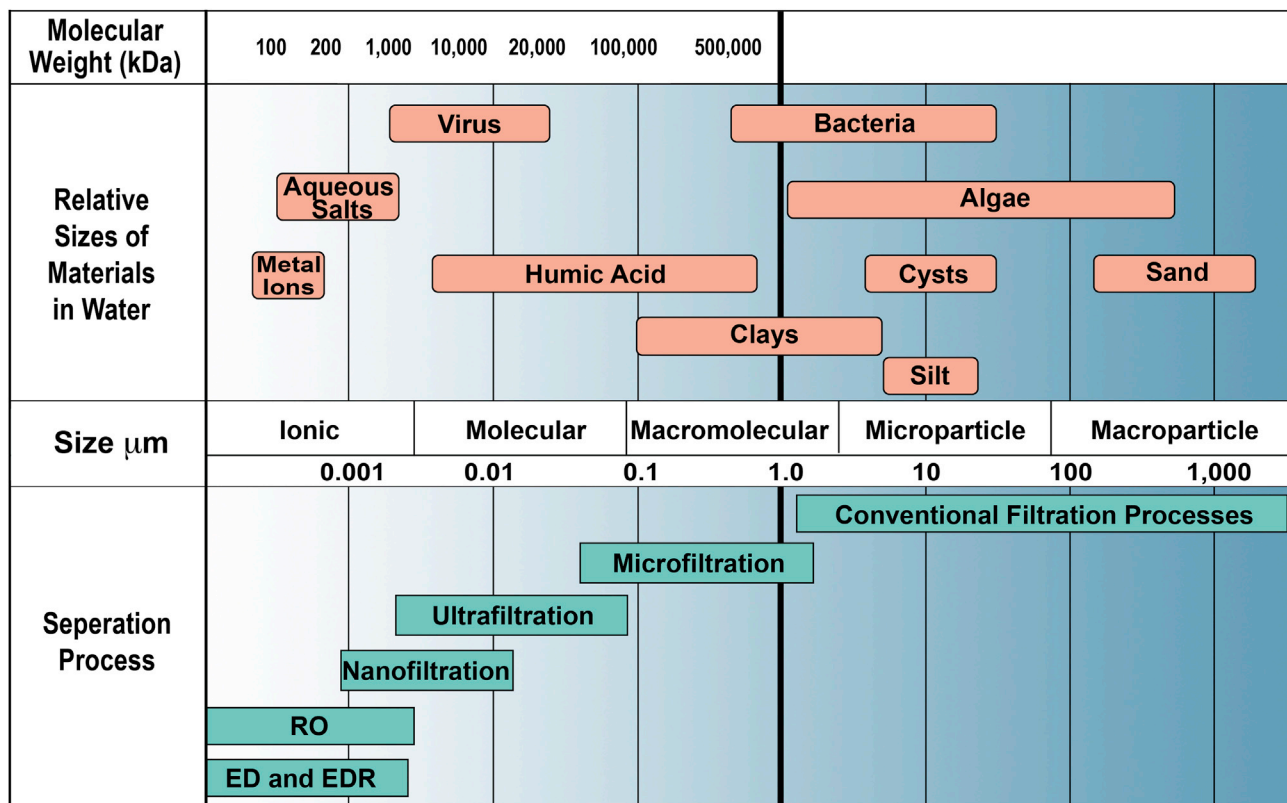 Molecular
Weight (kDa)
100 200 1,000 10,000 20,000 100,000 500,000
Relative
Sizes of
Materials
in Water
Virus
Bacteria
Aqueous
Salts
Algae
Metal
Ions
Humic Acid
Cysts
Sand
Clays
Silt
Size μm
Ionic Molecular Macromolecular Microparticle Macroparticle
0.001 0.01 0.1 1.0 10 100 1,000
Seperation
Process
Conventional Filtration Processes
Microfiltration
Ultrafiltration
Nanofiltration
RO
ED and EDR